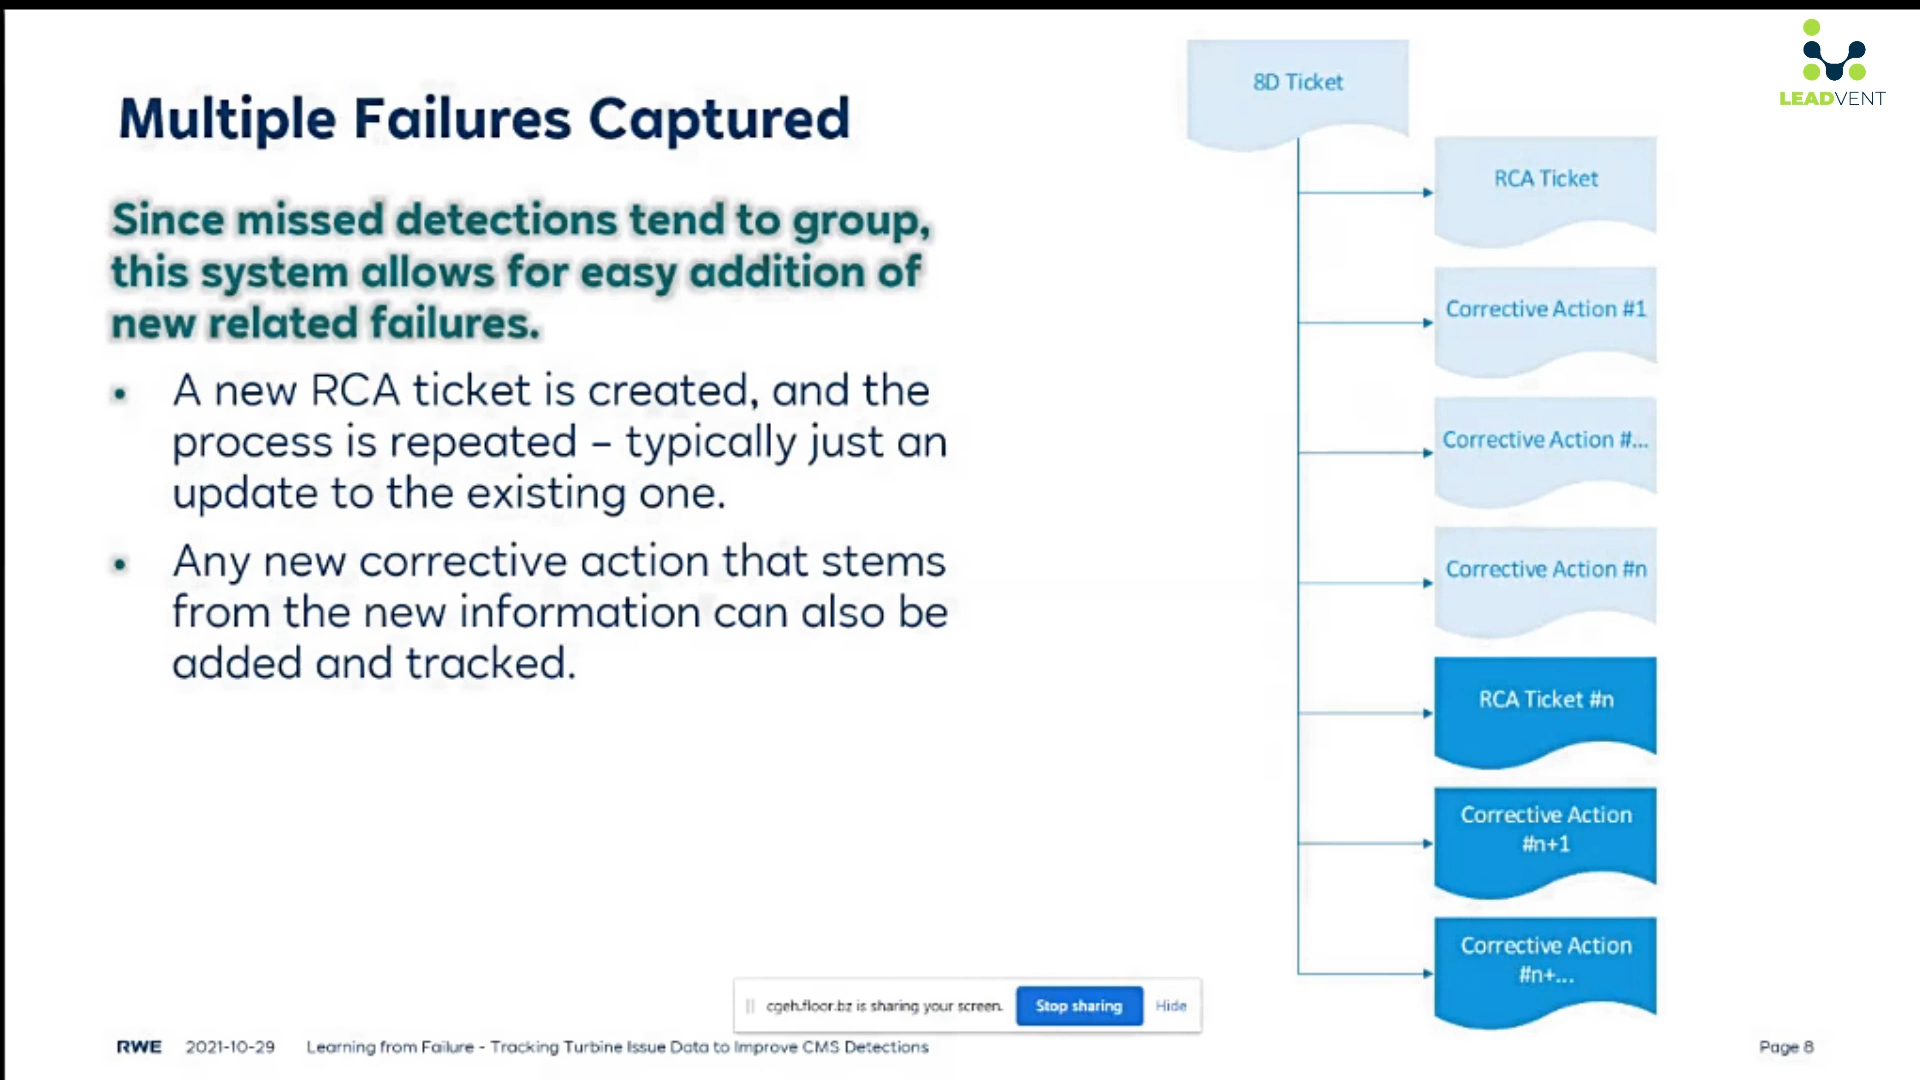 LEADVENT
Multiple Failures Captured
Since missed detections tend to group,
this system allows for easy addition of
new related failures.
• A new RCA ticket is created, and the
process is repeated – typically just an
update to the existing one.
• Any new corrective action that stems
from the new information can also be
added and tracked.
8D Ticket
RCA Ticket
Corrective Action #1
Corrective Action #...
Corrective Action #n
RCA Ticket #n
Corrective Action
#n+1
Corrective Action
#n+...
cgeh.floor.bz is sharing your screen. Stop sharing Hide
RWE 2021-10-29 Learning from Failure - Tracking Turbine Issue Data to Improve CMS Detections Page 8